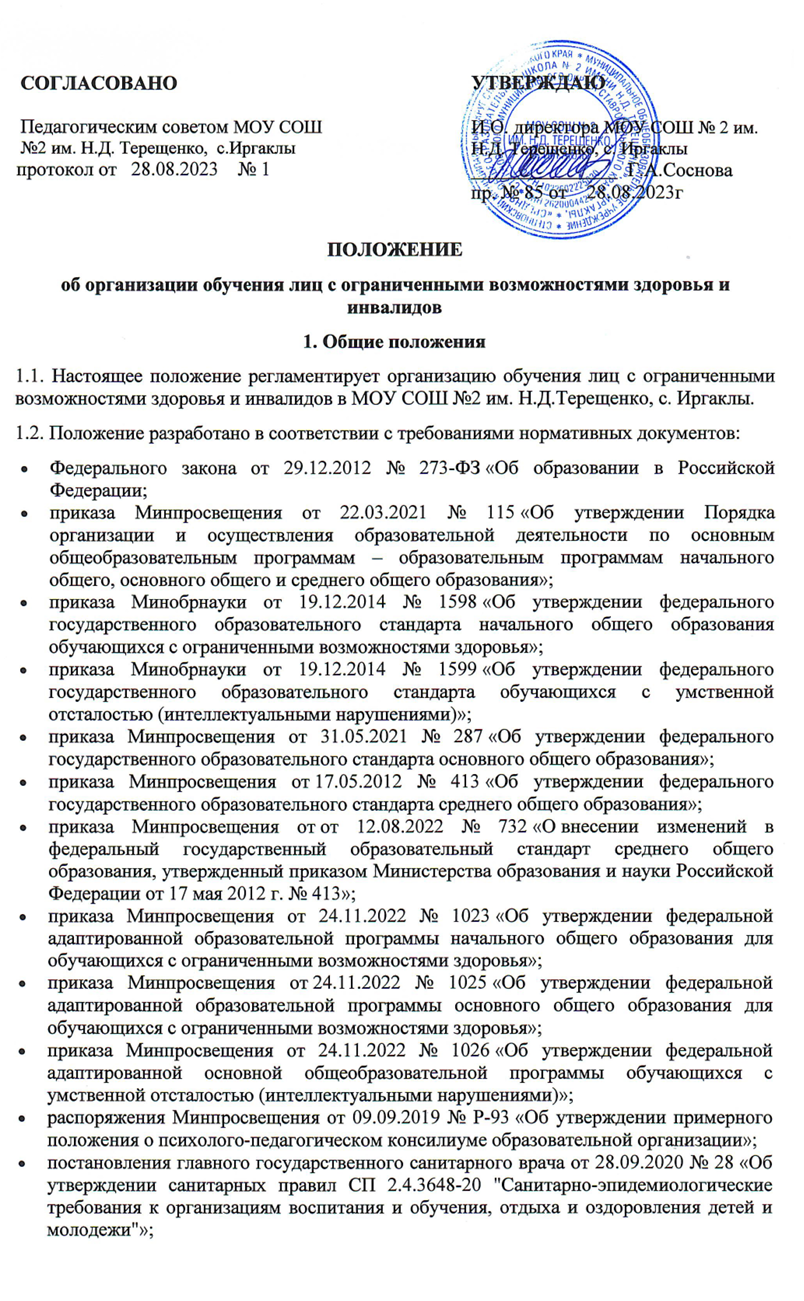 СОГЛАСОВАНО
УТВЕРЖДАЮ
Педагогическим советом МОУ СОШ
№2 им. Н.Д. Терещенко, с.Иргаклы
протокол от 28.08.2023 № 1
И.О. директора МОУ СОШ № 2 им.
Н.Д. Терещенко, с. Иргаклы
Т.А.Соснова
пр. № 85 от 28.08.2023г
ПОЛОЖЕНИЕ
об организации обучения лиц с ограниченными возможностями здоровья и
инвалидов
1. Общие положения
1.1. Настоящее положение регламентирует организацию обучения лиц с ограниченными
возможностями здоровья и инвалидов в МОУ СОШ №2 им. Н.Д.Терещенко, с. Иргаклы.
1.2. Положение разработано в соответствии с требованиями нормативных документов:
• Федерального закона от 29.12.2012 № 273-ФЗ «Об образовании в Российской
Федерации;
• приказа Минпросвещения от 22.03.2021 № 115 «Об утверждении Порядка
организации и осуществления образовательной деятельности по основным
общеобразовательным программам – образовательным программам начального
общего, основного общего и среднего общего образования»;
• приказа Минобрнауки от 19.12.2014 № 1598 «Об утверждении федерального
государственного образовательного стандарта начального общего образования
обучающихся с ограниченными возможностями здоровья»;
• приказа Минобрнауки от 19.12.2014 № 1599 «Об утверждении федерального
государственного образовательного стандарта обучающихся с умственной
отсталостью (интеллектуальными нарушениями)»;
• приказа Минпросвещения от 31.05.2021 № 287 «Об утверждении федерального
государственного образовательного стандарта основного общего образования»;
• приказа Минпросвещения от 17.05.2012 № 413 «Об утверждении федерального
государственного образовательного стандарта среднего общего образования»;
• приказа Минпросвещения от от 12.08.2022 № 732 «О внесении изменений в
федеральный государственный образовательный стандарт среднего общего
образования, утвержденный приказом Министерства образования и науки Российской
Федерации от 17 мая 2012 г. № 413»;
• приказа Минпросвещения от 24.11.2022 № 1023 «Об утверждении федеральной
адаптированной образовательной программы начального общего образования для
обучающихся с ограниченными возможностями здоровья»;
• приказа Минпросвещения от 24.11.2022 № 1025 «Об утверждении федеральной
адаптированной образовательной программы основного общего образования для
обучающихся с ограниченными возможностями здоровья»;
• приказа Минпросвещения от 24.11.2022 № 1026 «Об утверждении федеральной
адаптированной основной общеобразовательной программы обучающихся с
умственной отсталостью (интеллектуальными нарушениями)»;
• распоряжения Минпросвещения от 09.09.2019 № Р-93 «Об утверждении примерного
положения о психолого-педагогическом консилиуме образовательной организации»;
• постановления главного государственного санитарного врача от 28.09.2020 № 28 «Об
утверждении санитарных правил СП 2.4.3648-20 "Санитарно-эпидемиологические
требования к организациям воспитания и обучения, отдыха и оздоровления детей и
молодежи"»;